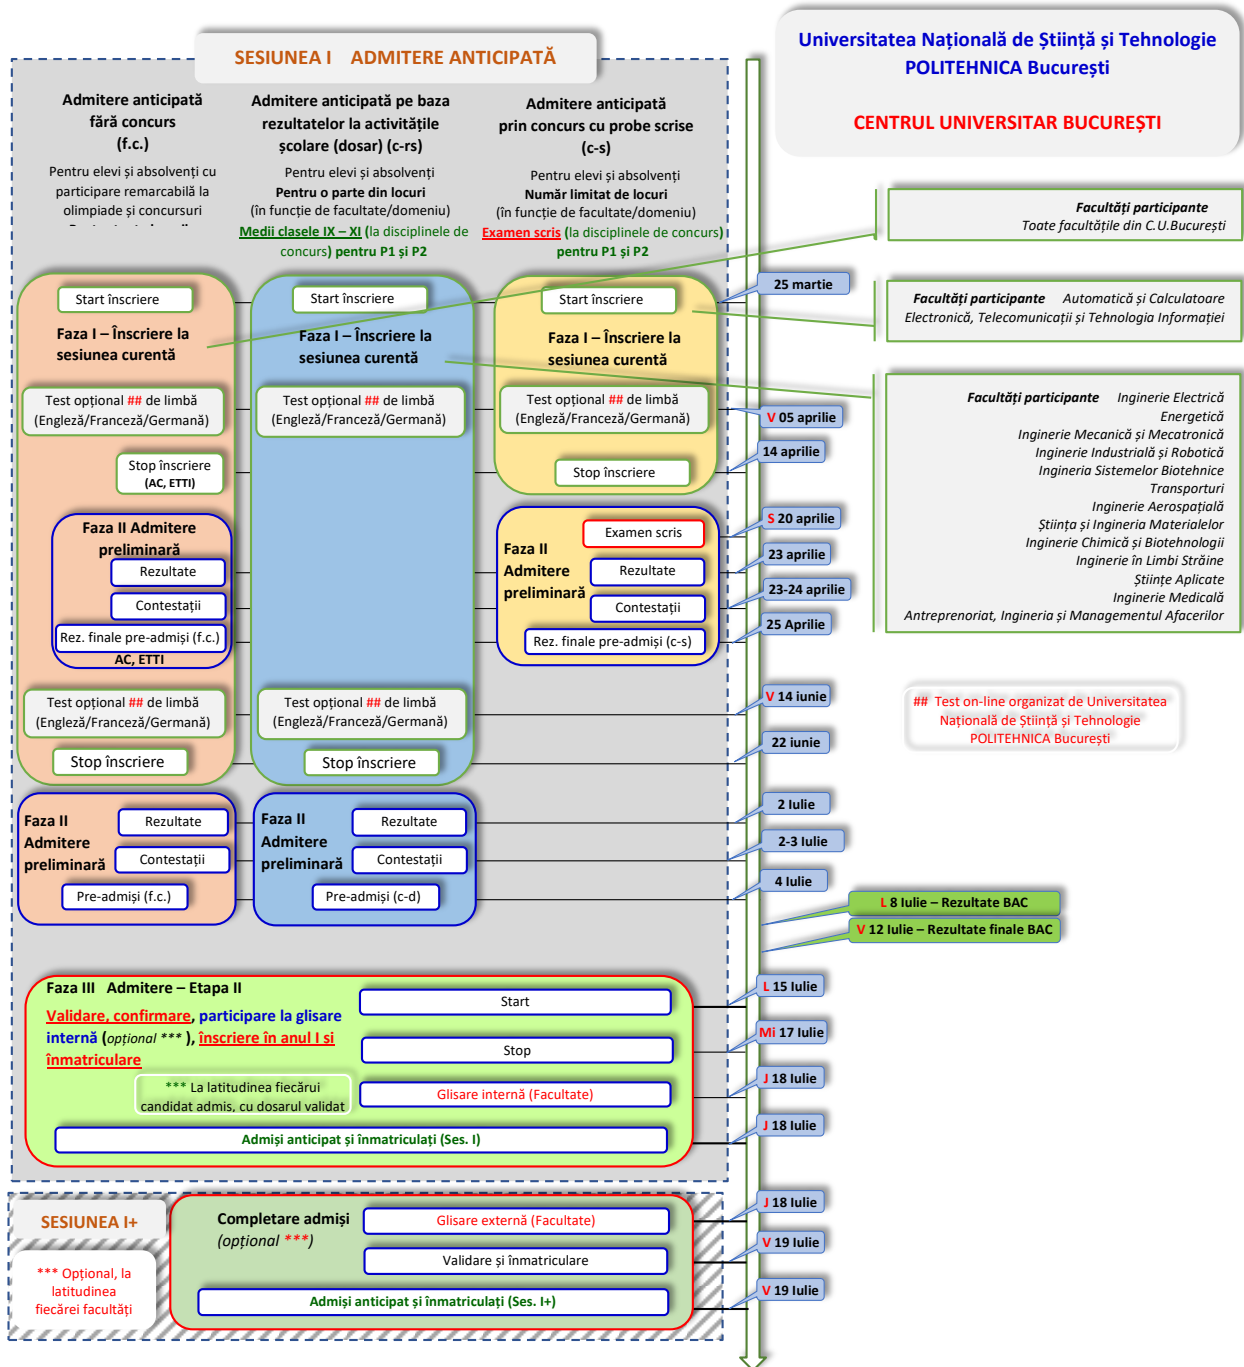 SESIUNEA I ADMITERE ANTICIPATĂ
Universitatea Națională de Știință și Tehnologie
POLITEHNICA București
CENTRUL UNIVERSITAR BUCUREȘTI
Admitere anticipată
fără concurs
(f.c.)
Pentru elevi și absolvenți cu
participare remarcabilă la
olimpiade și concursuri
Admitere anticipată pe baza
rezultatelor la activitățile
școlare (dosar) (c-rs)
Pentru elevi și absolvenți
Pentru o parte din locuri
(în funcție de facultate/domeniu)
Medii clasele IX – XI (la disciplinele de
concurs) pentru P1 și P2
Admitere anticipată
prin concurs cu probe scrise
(c-s)
Pentru elevi și absolvenți
Număr limitat de locuri
(în funcție de facultate/domeniu)
Examen scris (la disciplinele de concurs)
pentru P1 și P2
Facultăți participante
Toate facultățile din C.U.București
Facultăți participante Automatică și Calculatoare
Electronică, Telecomunicații și Tehnologia Informației
Facultăți participante Inginerie Electrică
Energetică
Inginerie Mecanică și Mecatronică
Inginerie Industrială și Robotică
Ingineria Sistemelor Biotehnice
Transporturi
Inginerie Aerospațială
Știința și Ingineria Materialelor
Inginerie Chimică și Biotehnologii
Inginerie în Limbi Străine
Științe Aplicate
Inginerie Medicală
Antreprenoriat, Ingineria și Managementul Afacerilor
## Test on-line organizat de Universitatea
Națională de Știință și Tehnologie
POLITEHNICA București
Start înscriere
Faza I – Înscriere la
sesiunea curentă
Test opțional ## de limbă
(Engleză/Franceză/Germană)
Stop înscriere
(AC, ETTI)
Faza II Admitere
preliminară
Rezultate
Contestații
Rez. finale pre-admiși (f.c.)
AC, ETTI
Test opțional ## de limbă
(Engleză/Franceză/Germană)
Stop înscriere
Faza II
Admitere
preliminară
Rezultate
Contestații
Pre-admiși (f.c.)
Start înscriere
Faza I – Înscriere la
sesiunea curentă
Test opțional ## de limbă
(Engleză/Franceză/Germană)
Test opțional ## de limbă
(Engleză/Franceză/Germană)
Stop înscriere
Faza II
Admitere
preliminară
Rezultate
Contestații
Pre-admiși (c-d)
Start înscriere
Faza I – Înscriere la
sesiunea curentă
Test opțional ## de limbă
(Engleză/Franceză/Germană)
Stop înscriere
Faza II
Admitere
preliminară
Examen scris
Rezultate
Contestații
Rez. finale pre-admiși (c-s)
25 martie
V 05 aprilie
14 aprilie
S 20 aprilie
23 aprilie
23-24 aprilie
25 Aprilie
V 14 iunie
22 iunie
2 Iulie
2-3 Iulie
4 Iulie
L 8 Iulie – Rezultate BAC
V 12 Iulie – Rezultate finale BAC
Faza III Admitere – Etapa II
Validare, confirmare, participare la glisare
internă (opțional *** ), înscriere în anul I si
înmatriculare
*** La latitudinea fiecărui
candidat admis, cu dosarul validat
Start
Stop
Glisare internă (Facultate)
Admiși anticipat și înmatriculați (Ses. I)
L 15 Iulie
Mi 17 Iulie
J 18 Iulie
J 18 Iulie
SESIUNEA I+
*** Opțional, la
latitudinea
fiecărei facultăți
Completare admiși
(opțional ***)
Glisare externă (Facultate)
Validare și înmatriculare
Admiși anticipat și înmatriculați (Ses. I+)
J 18 Iulie
V 19 Iulie
V 19 Iulie